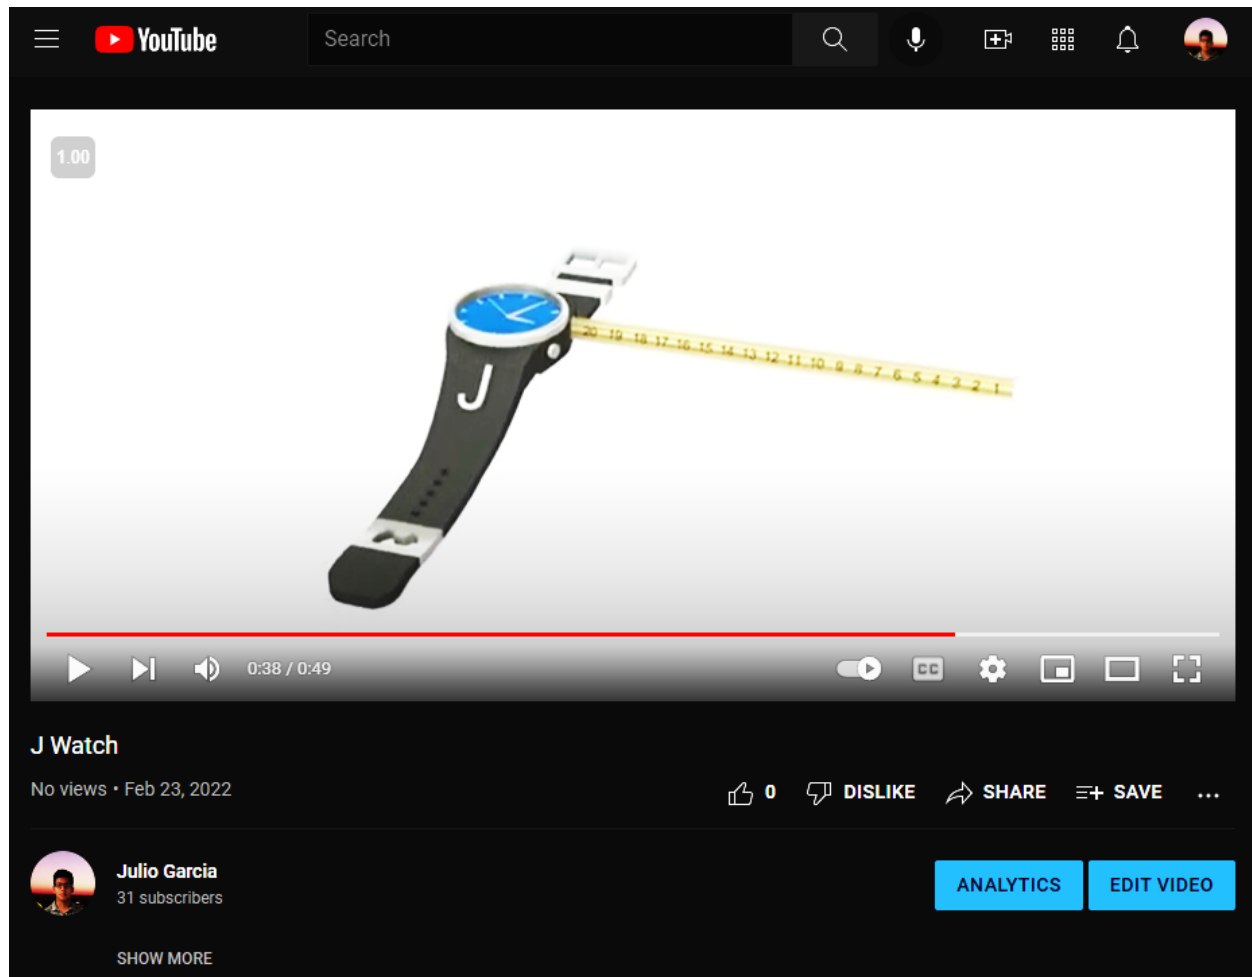 YouTube
Search
1.00
J
20 19 18 17 16 15 14 13 12 11 10 9 8 7 6 5 4 3 2 1
0:38 / 0:49
CC
J Watch
No views • Feb 23, 2022
0 DISLIKE SHARE SAVE ...
Julio Garcia
31 subscribers
ANALYTICS EDIT VIDEO
SHOW MORE